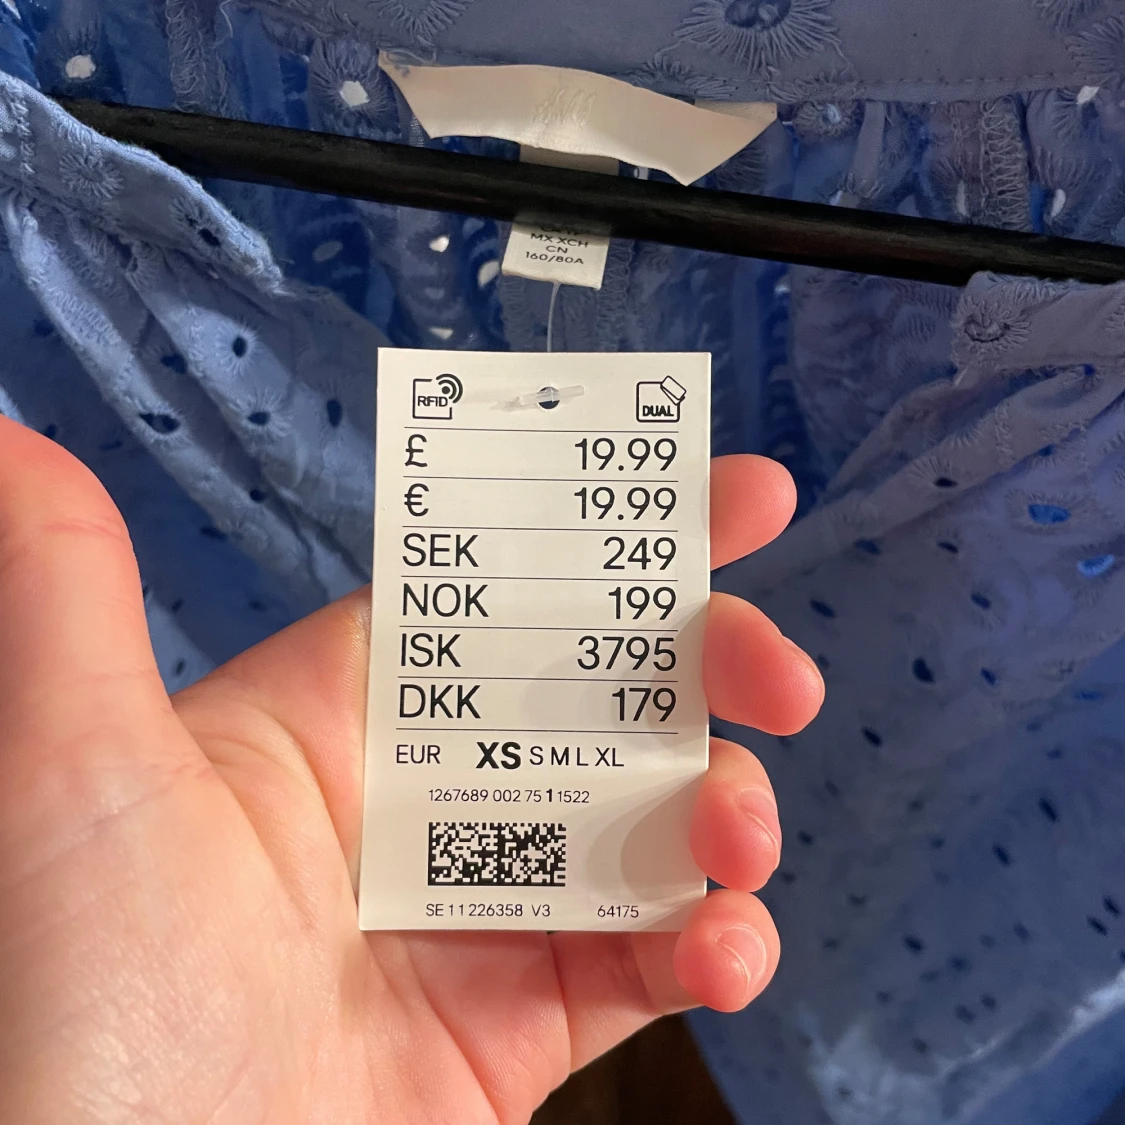 H&M
MX XCH
CN
160/80A
RFID
DUAL
£ 19.99
€ 19.99
SEK 249
NOK 199
ISK 3795
DKK 179
EUR XS S M L XL
1267689 002 75 1 1522
SE 11 226358 V3 64175